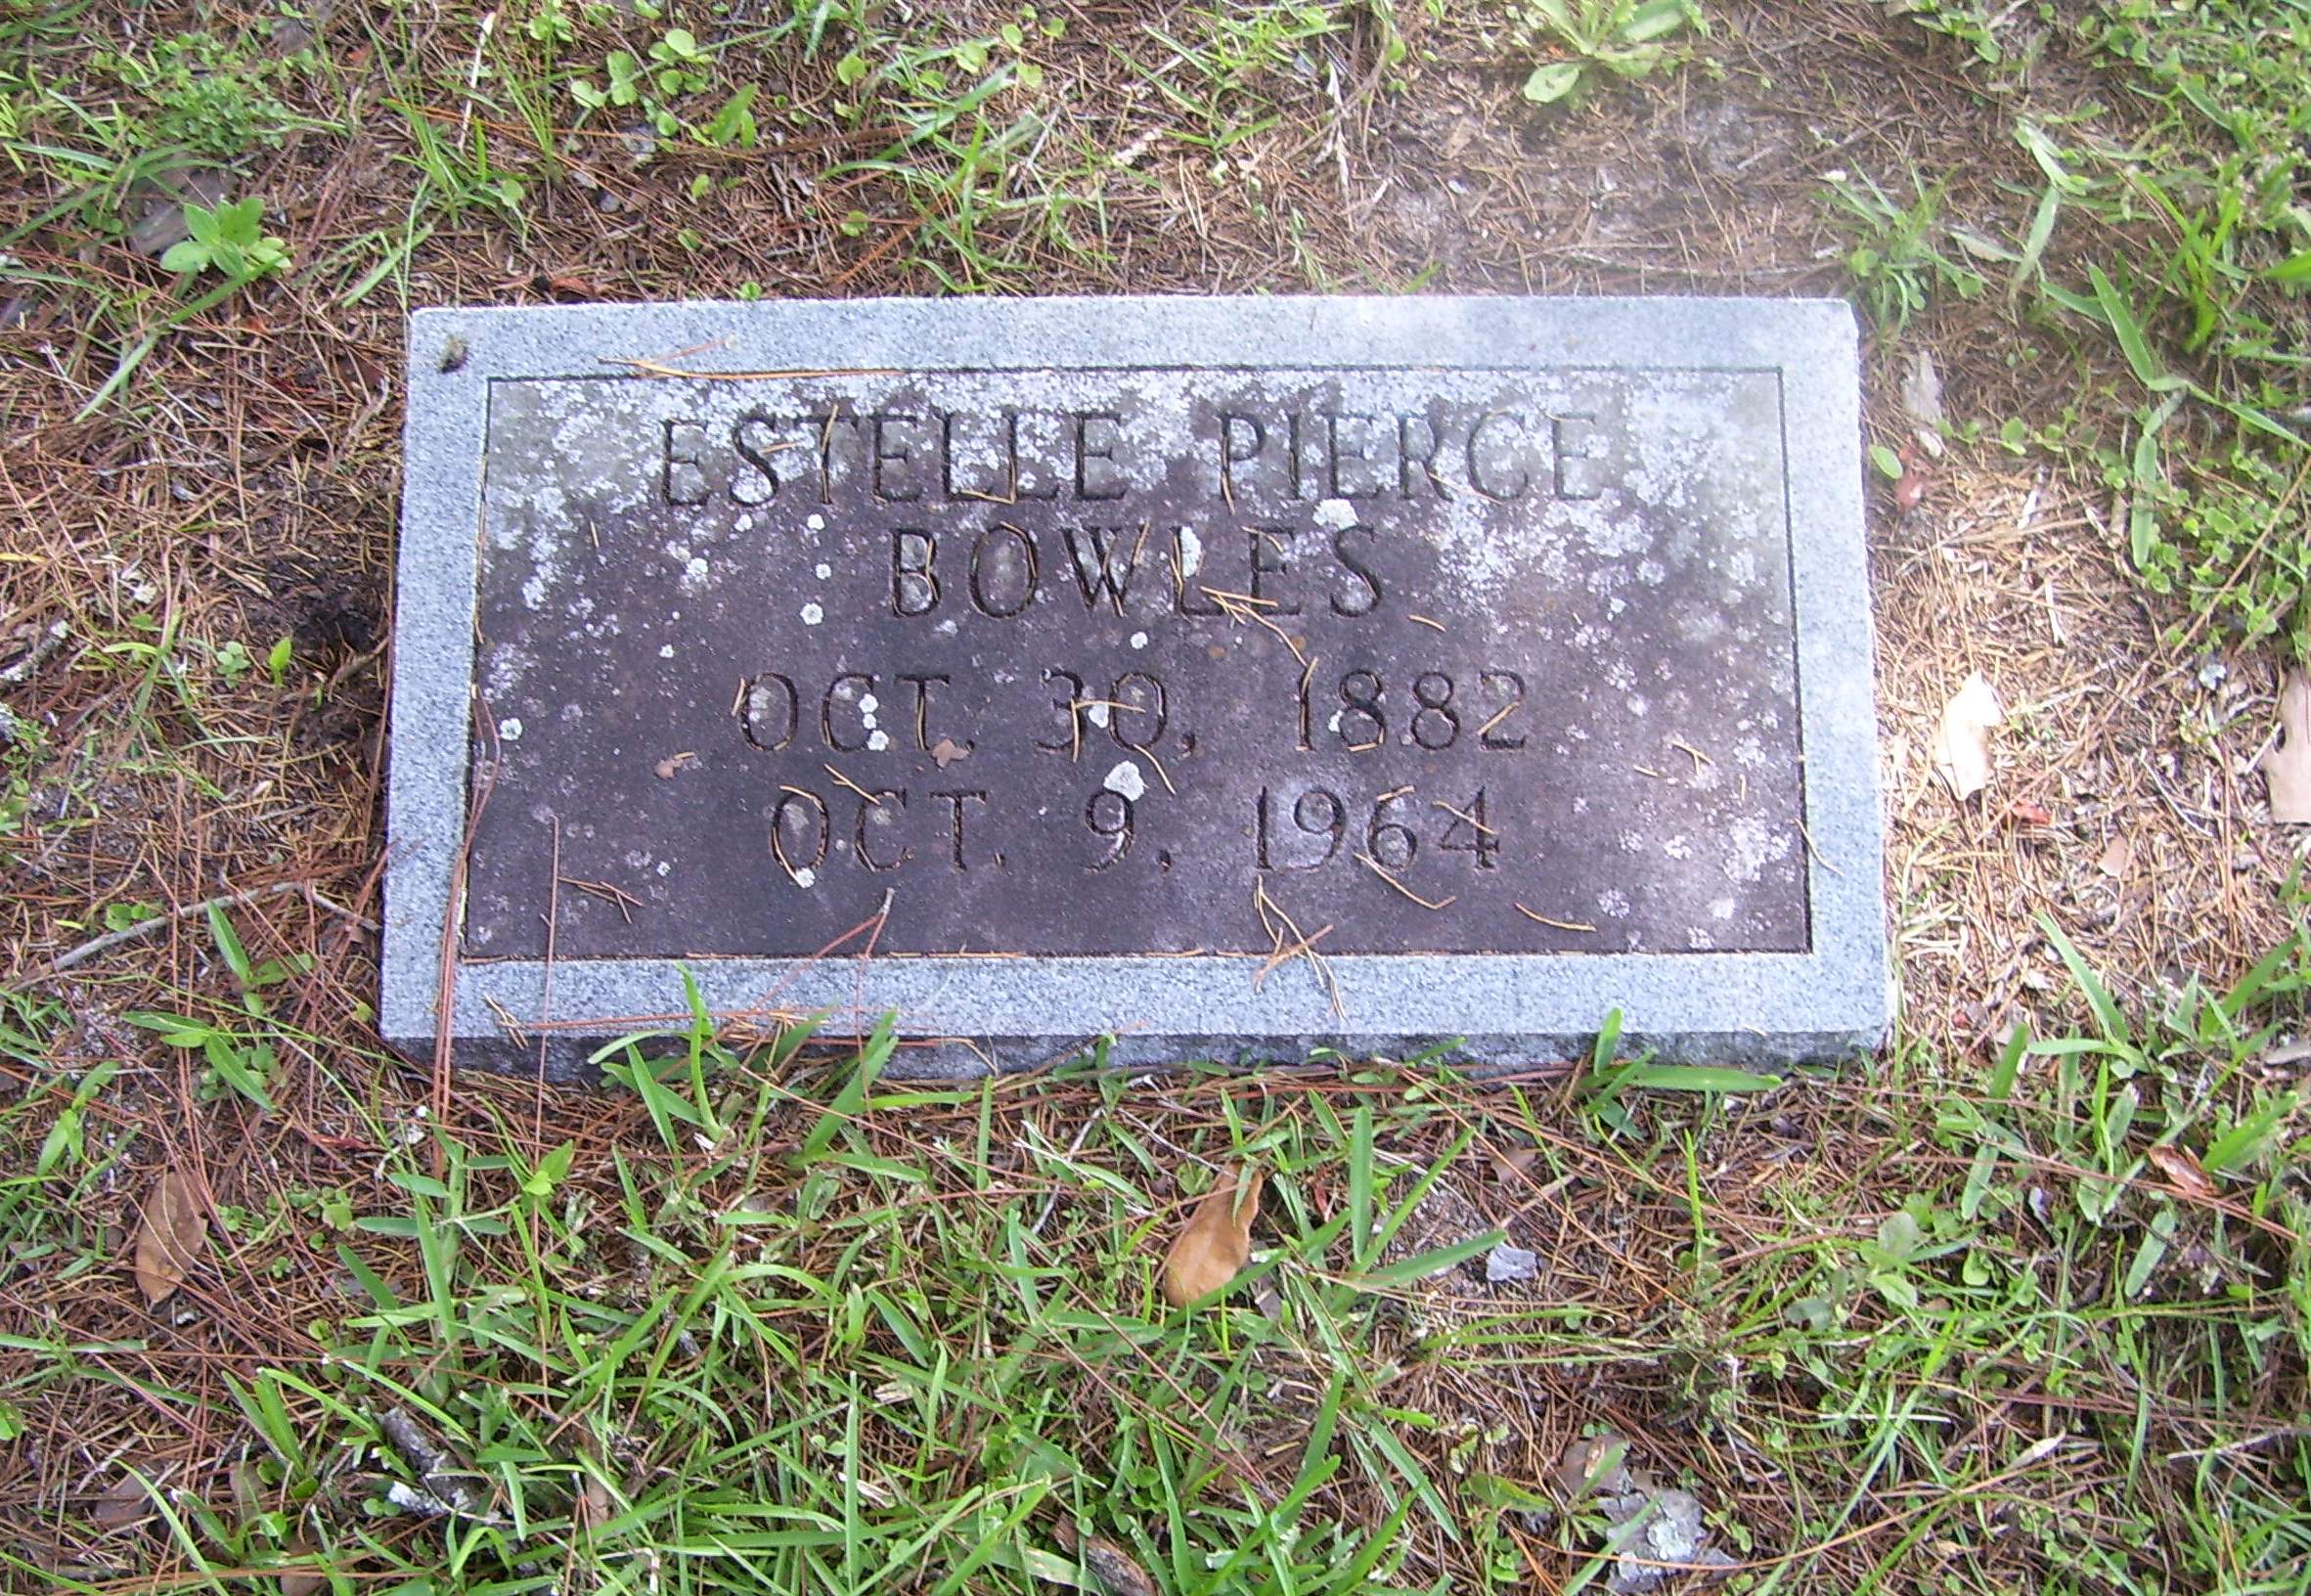 ESTELLE PIERCE
BOWLES
OCT. 30, 1882
OCT. 9, 1964